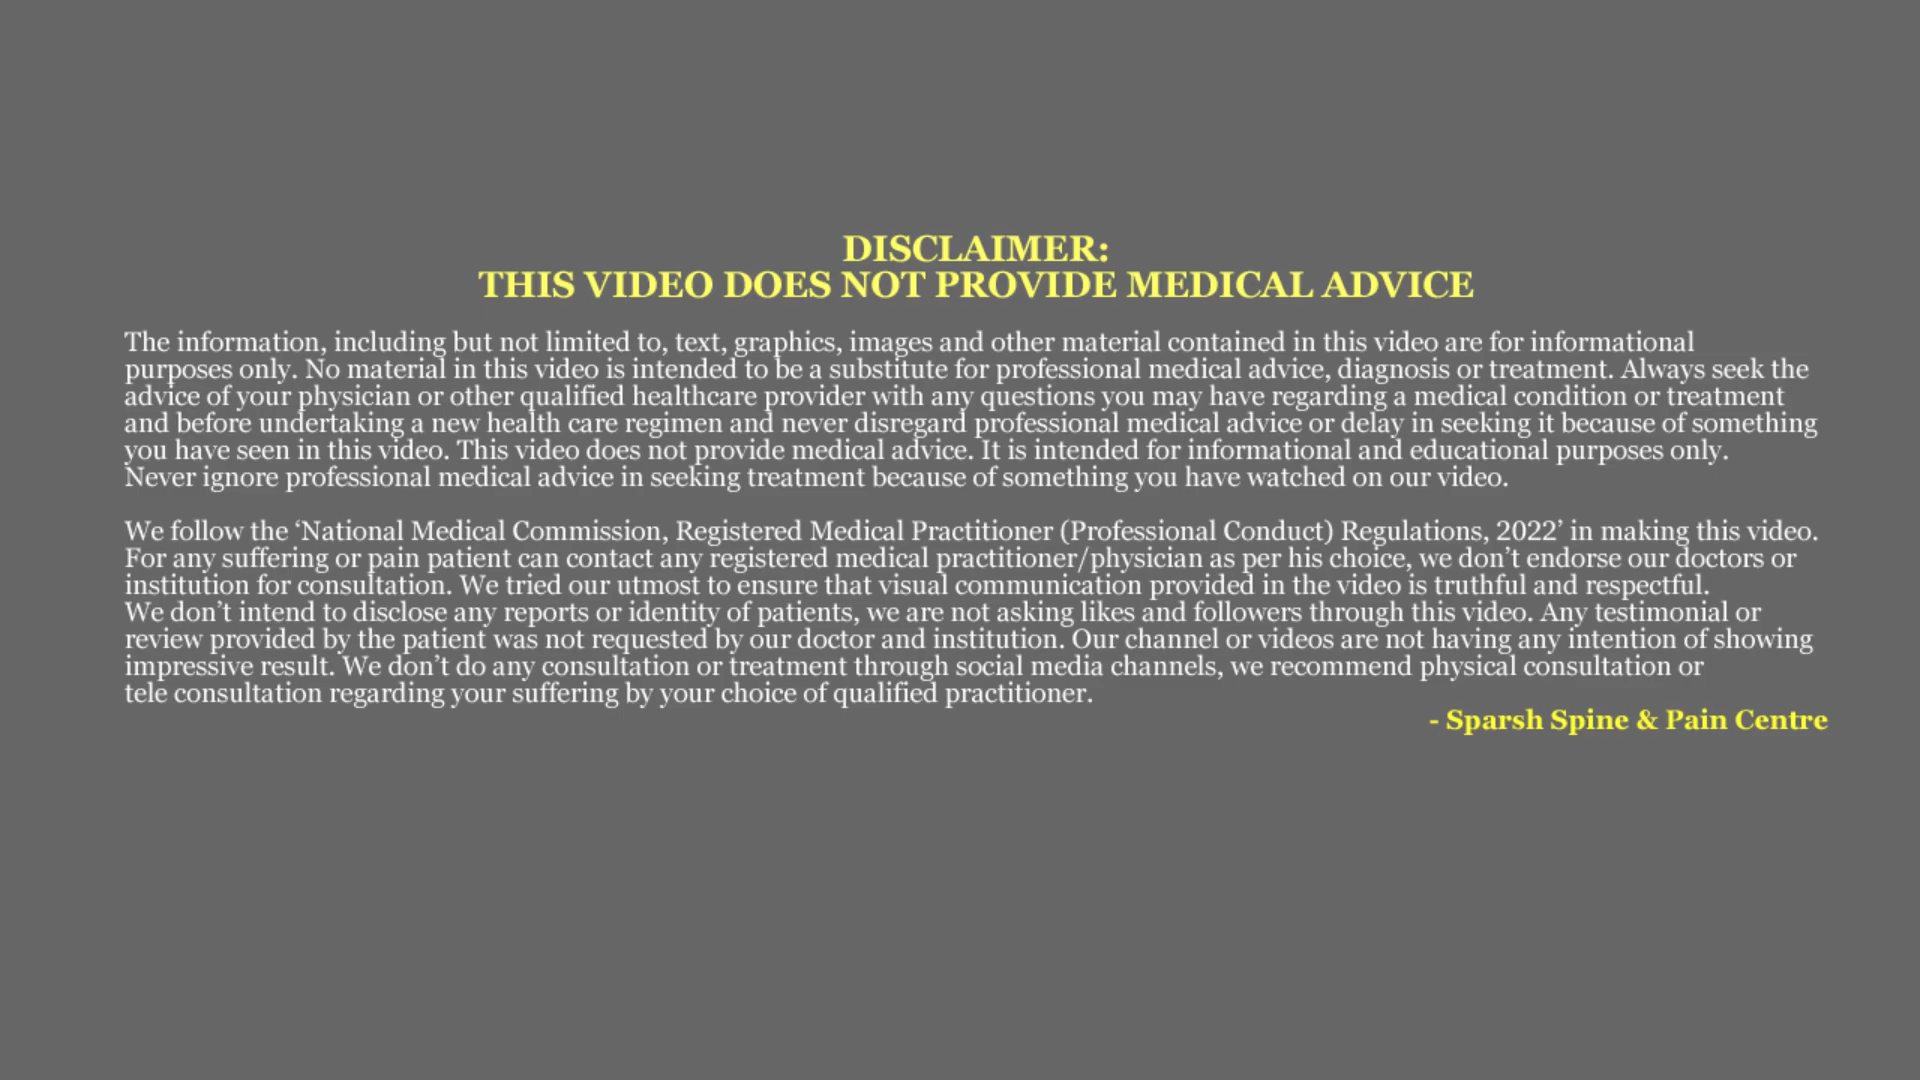 DISCLAIMER:
THIS VIDEO DOES NOT PROVIDE MEDICAL ADVICE
The information, including but not limited to, text, graphics, images and other material contained in this video are for informational
purposes only. No material in this video is intended to be a substitute for professional medical advice, diagnosis or treatment. Always seek the
advice of your physician or other qualified healthcare provider with any questions you may have regarding a medical condition or treatment
and before undertaking a new health care regimen and never disregard professional medical advice or delay in seeking it because of something
you have seen in this video. This video does not provide medical advice. It is intended for informational and educational purposes only.
Never ignore professional medical advice in seeking treatment because of something you have watched on our video.
We follow the ‘National Medical Commission, Registered Medical Practitioner (Professional Conduct) Regulations, 2022’ in making this video.
For any suffering or pain patient can contact any registered medical practitioner/physician as per his choice, we don’t endorse our doctors or
institution for consultation. We tried our utmost to ensure that visual communication provided in the video is truthful and respectful.
We don’t intend to disclose any reports or identity of patients, we are not asking likes and followers through this video. Any testimonial or
review provided by the patient was not requested by our doctor and institution. Our channel or videos are not having any intention of showing
impressive result. We don’t do any consultation or treatment through social media channels, we recommend physical consultation or
tele consultation regarding your suffering by your choice of qualified practitioner.
- Sparsh Spine & Pain Centre